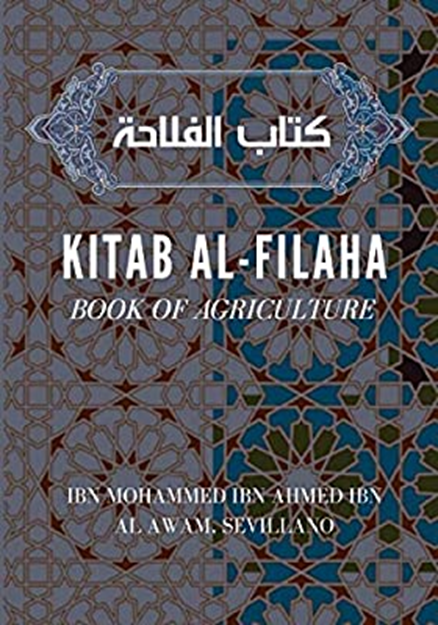 كتاب الفلاحة
KITAB AL-FILAHA
BOOK OF AGRICULTURE
IBN MOHAMMED IBN AHMED IBN
AL AWAM, SEVILLANO